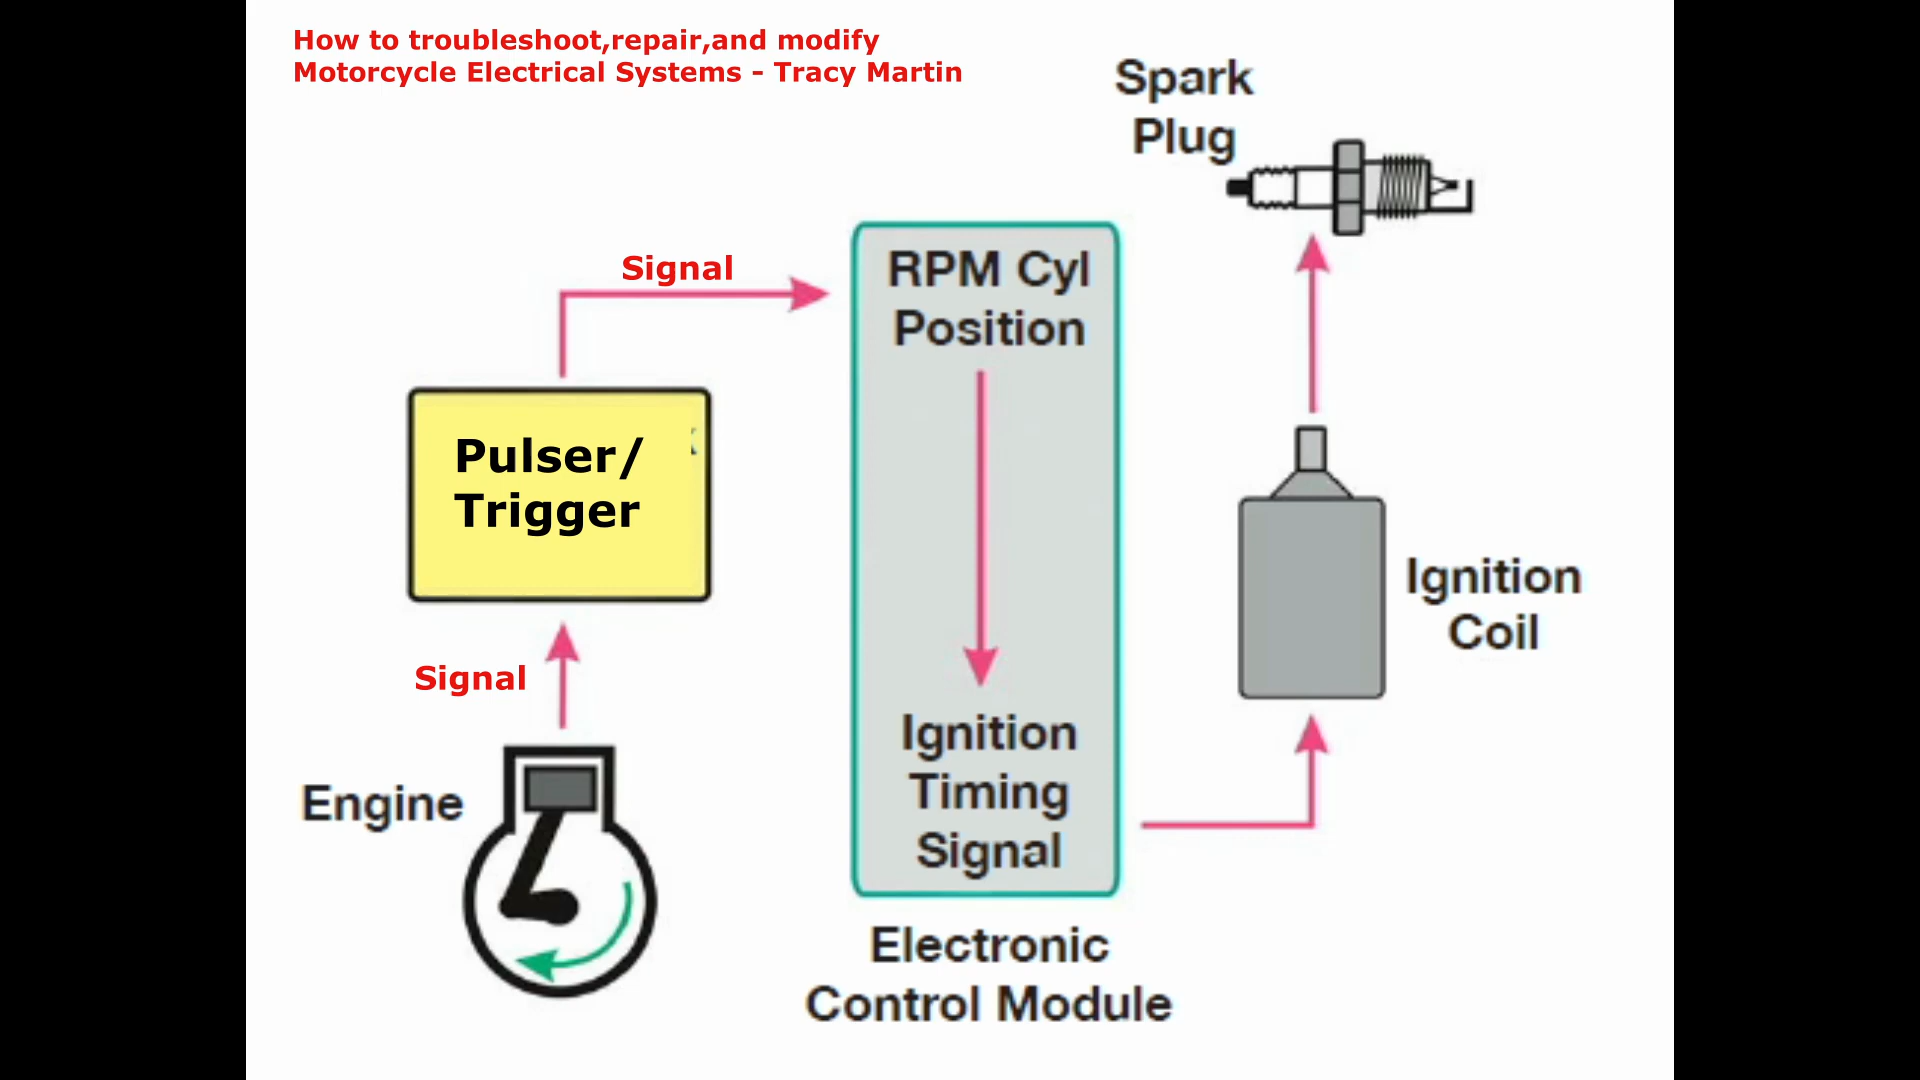 How to troubleshoot,repair,and modify
Motorcycle Electrical Systems - Tracy Martin
Spark
Plug
Signal
RPM Cyl
Position
Pulser/
Trigger
Ignition
Coil
Signal
Ignition
Timing
Signal
Engine
Electronic
Control Module